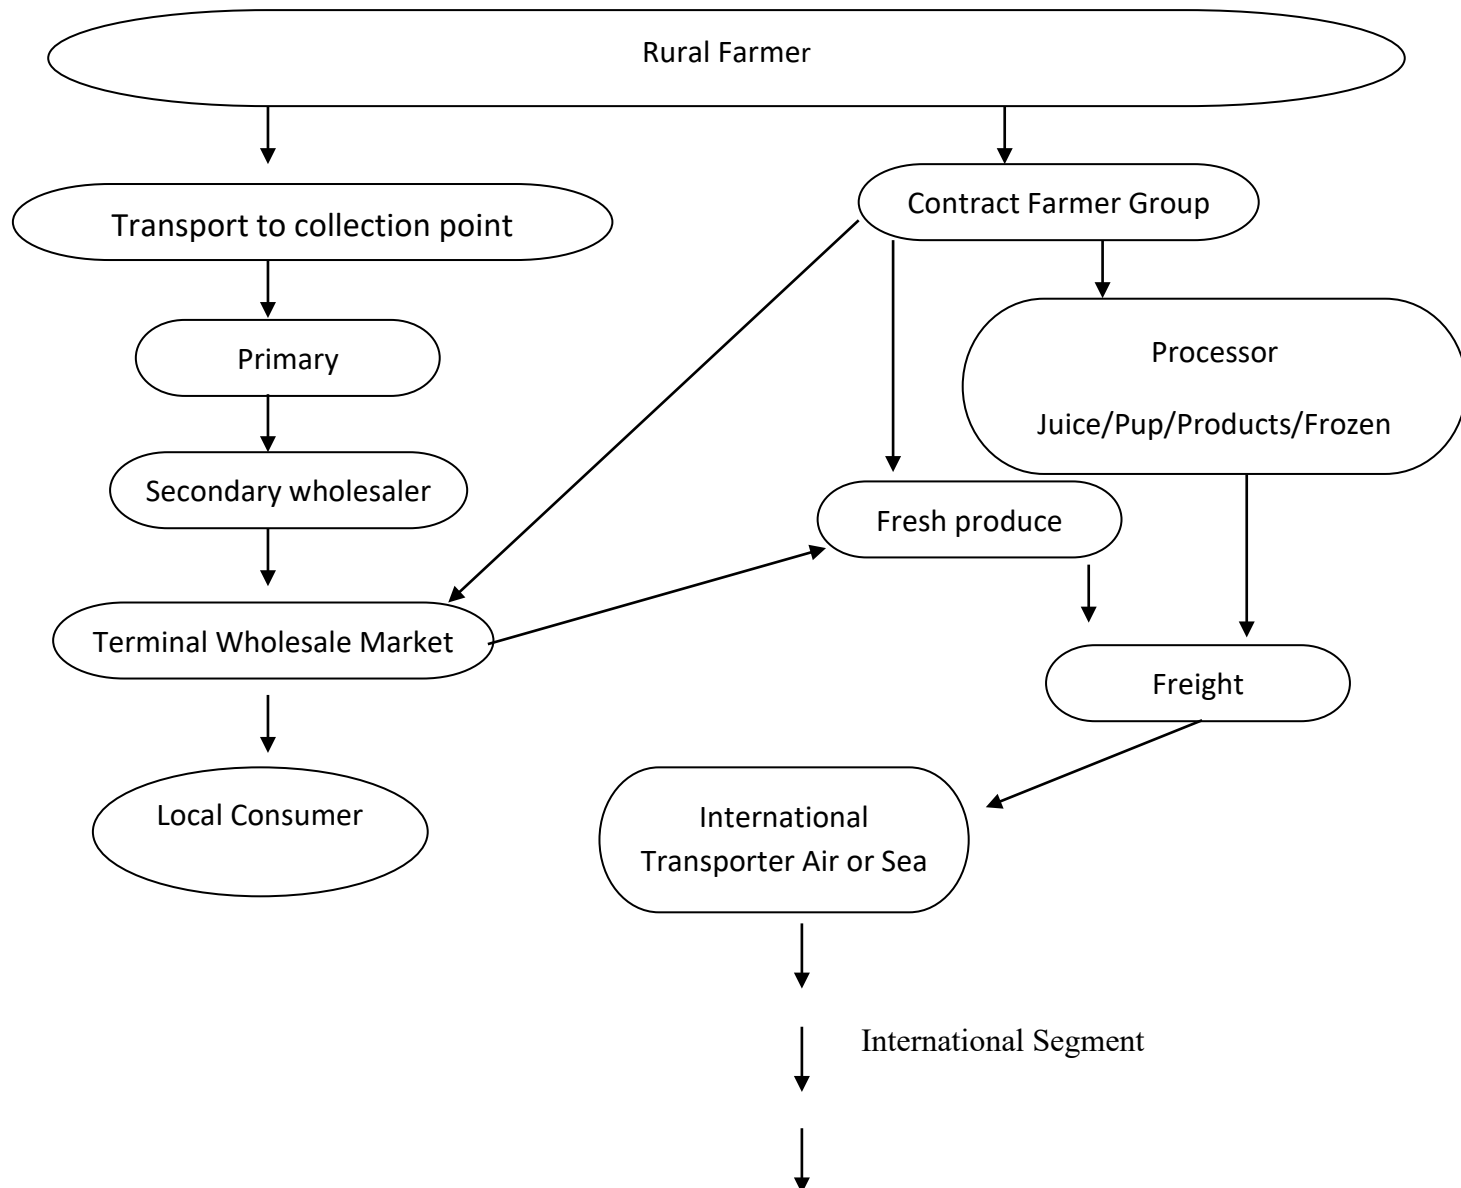 Rural Farmer
Transport to collection point
Contract Farmer Group
Primary
Processor
Juice/Pup/Products/Frozen
Secondary wholesaler
Fresh produce
Terminal Wholesale Market
Freight
Local Consumer
International
Transporter Air or Sea
International Segment